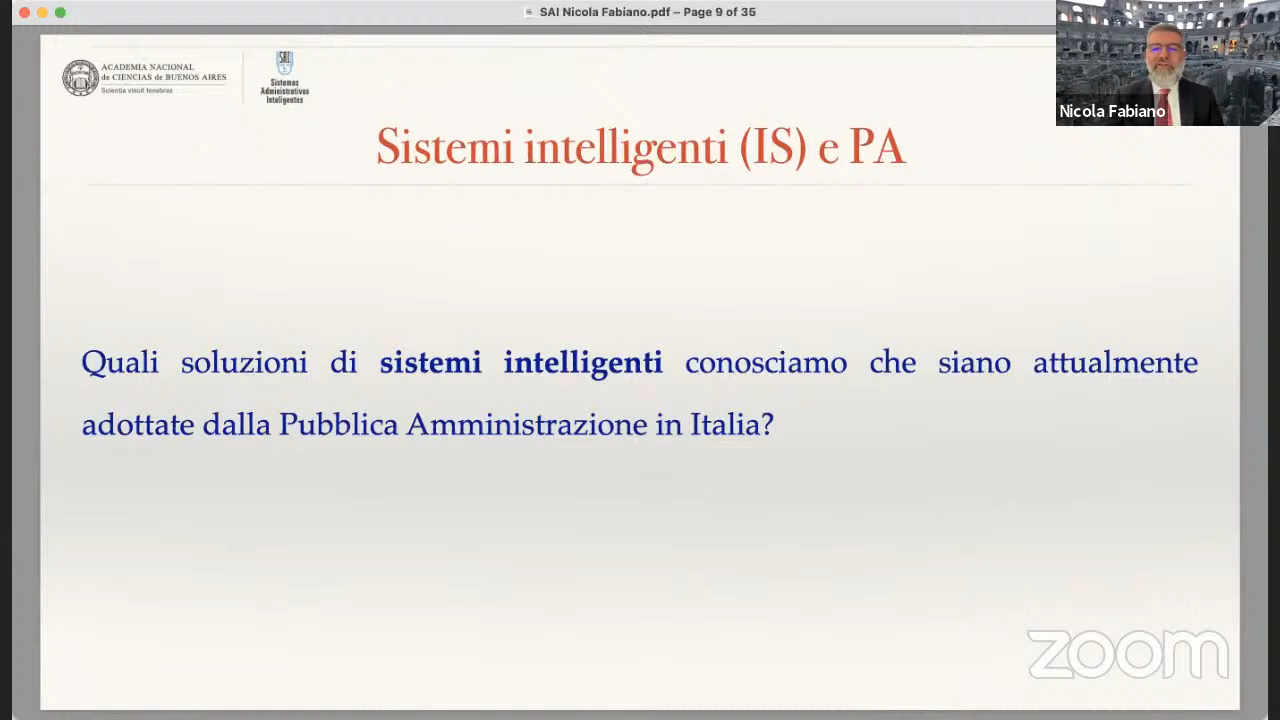 SAI Nicola Fabiano.pdf – Page 9 of 35
ACADEMIA NACIONAL
de CIENCIAS de BUENOS AIRES
Scientia vincit tenebras
SAI
Sistemas
Administrativos
Inteligentes
Nicola Fabiano
Sistemi intelligenti (IS) e PA
Quali soluzioni di sistemi intelligenti conosciamo che siano attualmente
adottate dalla Pubblica Amministrazione in Italia?
zoom